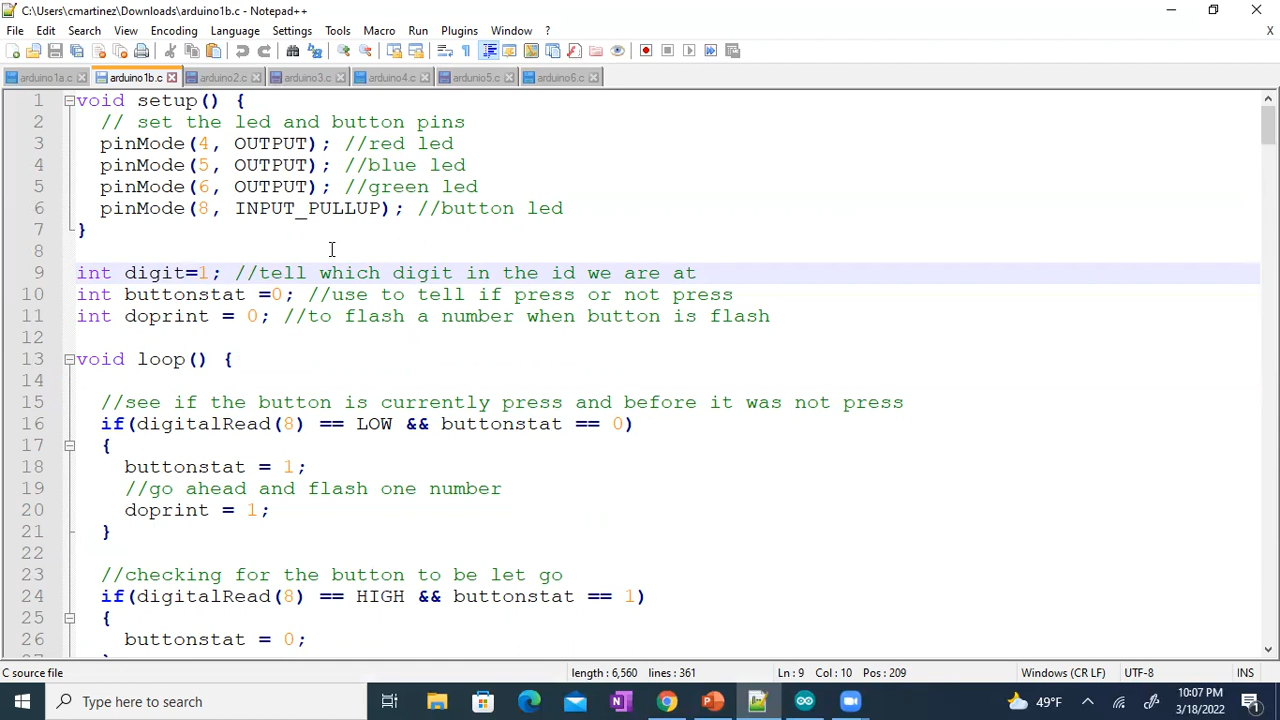 C:\Users\cmartinez\Downloads\arduino1b.c - Notepad++
File Edit Search View Encoding Language Settings Tools Macro Run Plugins Window ? X
arduino1a.c arduino1b.c arduino2.c arduino3.c arduino4.c ardunio5.c arduino6.c
1 void setup() {
2 // set the led and button pins
3 pinMode(4, OUTPUT); //red led
4 pinMode(5, OUTPUT); //blue led
5 pinMode(6, OUTPUT); //green led
6 pinMode(8, INPUT_PULLUP); //button led
7 }
8
9 int digit=1; //tell which digit in the id we are at
10 int buttonstat =0; //use to tell if press or not press
11 int doprint = 0; //to flash a number when button is flash
12
13 void loop() {
14
15 //see if the button is currently press and before it was not press
16 if(digitalRead(8) == LOW && buttonstat == 0)
17 {
18 buttonstat = 1;
19 //go ahead and flash one number
20 doprint = 1;
21 }
22
23 //checking for the button to be let go
24 if(digitalRead(8) == HIGH && buttonstat == 1)
25 {
26 buttonstat = 0;
C source file length : 6,560 lines : 361 Ln : 9 Col : 10 Pos : 209 Windows (CR LF) UTF-8 INS
Type here to search 49°F 10:07 PM
3/18/2022